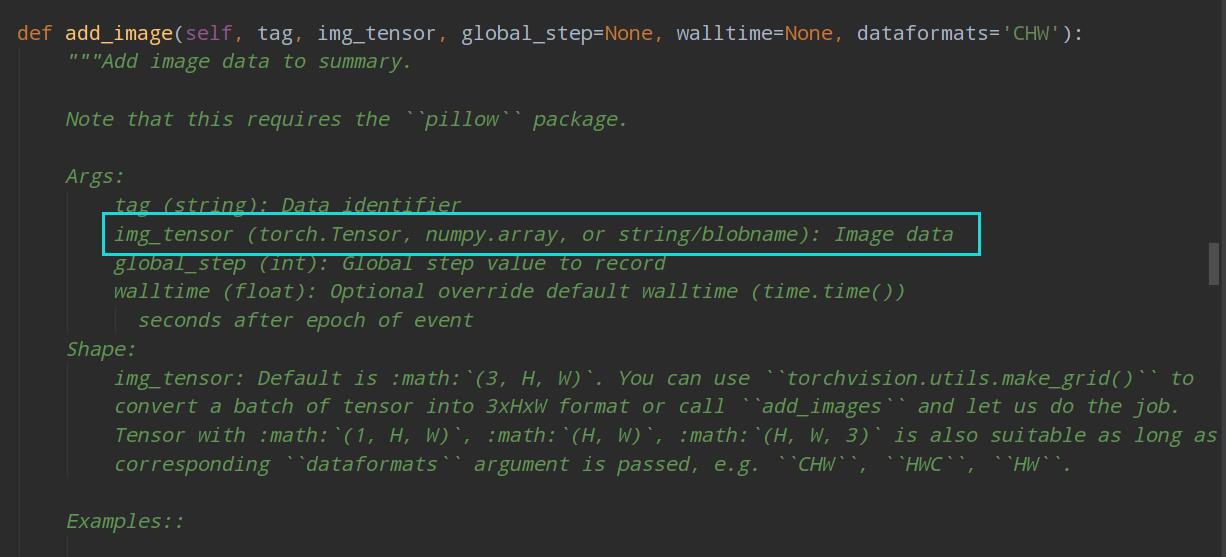 def add_image(self, tag, img_tensor, global_step=None, walltime=None, dataformats='CHW'):
"""Add image data to summary.
Note that this requires the ``pillow`` package.
Args:
tag (string): Data identifier
img_tensor (torch.Tensor, numpy.array, or string/blobname): Image data
global_step (int): Global step value to record
walltime (float): Optional override default walltime (time.time())
seconds after epoch of event
Shape:
img_tensor: Default is :math:`(3, H, W)`. You can use ``torchvision.utils.make_grid()`` to
convert a batch of tensor into 3xHxW format or call ``add_images`` and let us do the job.
Tensor with :math:`(1, H, W)`, :math:`(H, W)`, :math:`(H, W, 3)` is also suitable as long as
corresponding ``dataformats`` argument is passed, e.g. ``CHW``, ``HWC``, ``HW``.
Examples::